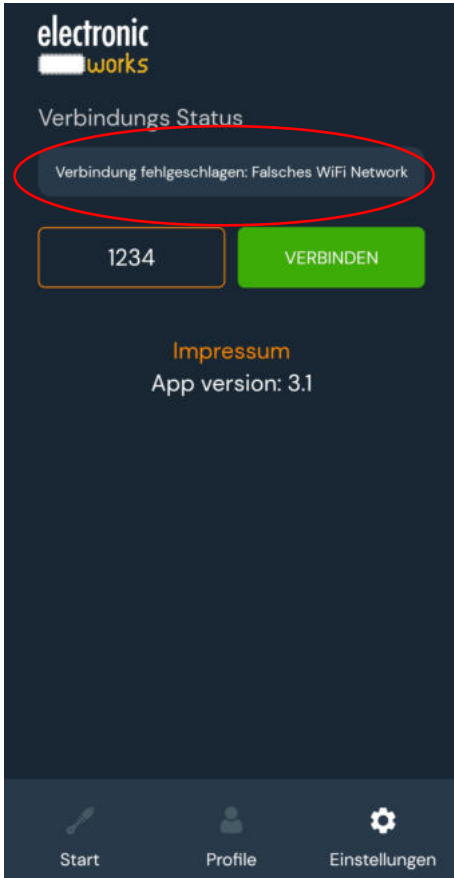 electronic
works
Verbindungs Status
Verbindung fehlgeschlagen: Falsches WiFi Network
1234
VERBINDEN
Impressum
App version: 3.1
Start
Profile
Einstellungen